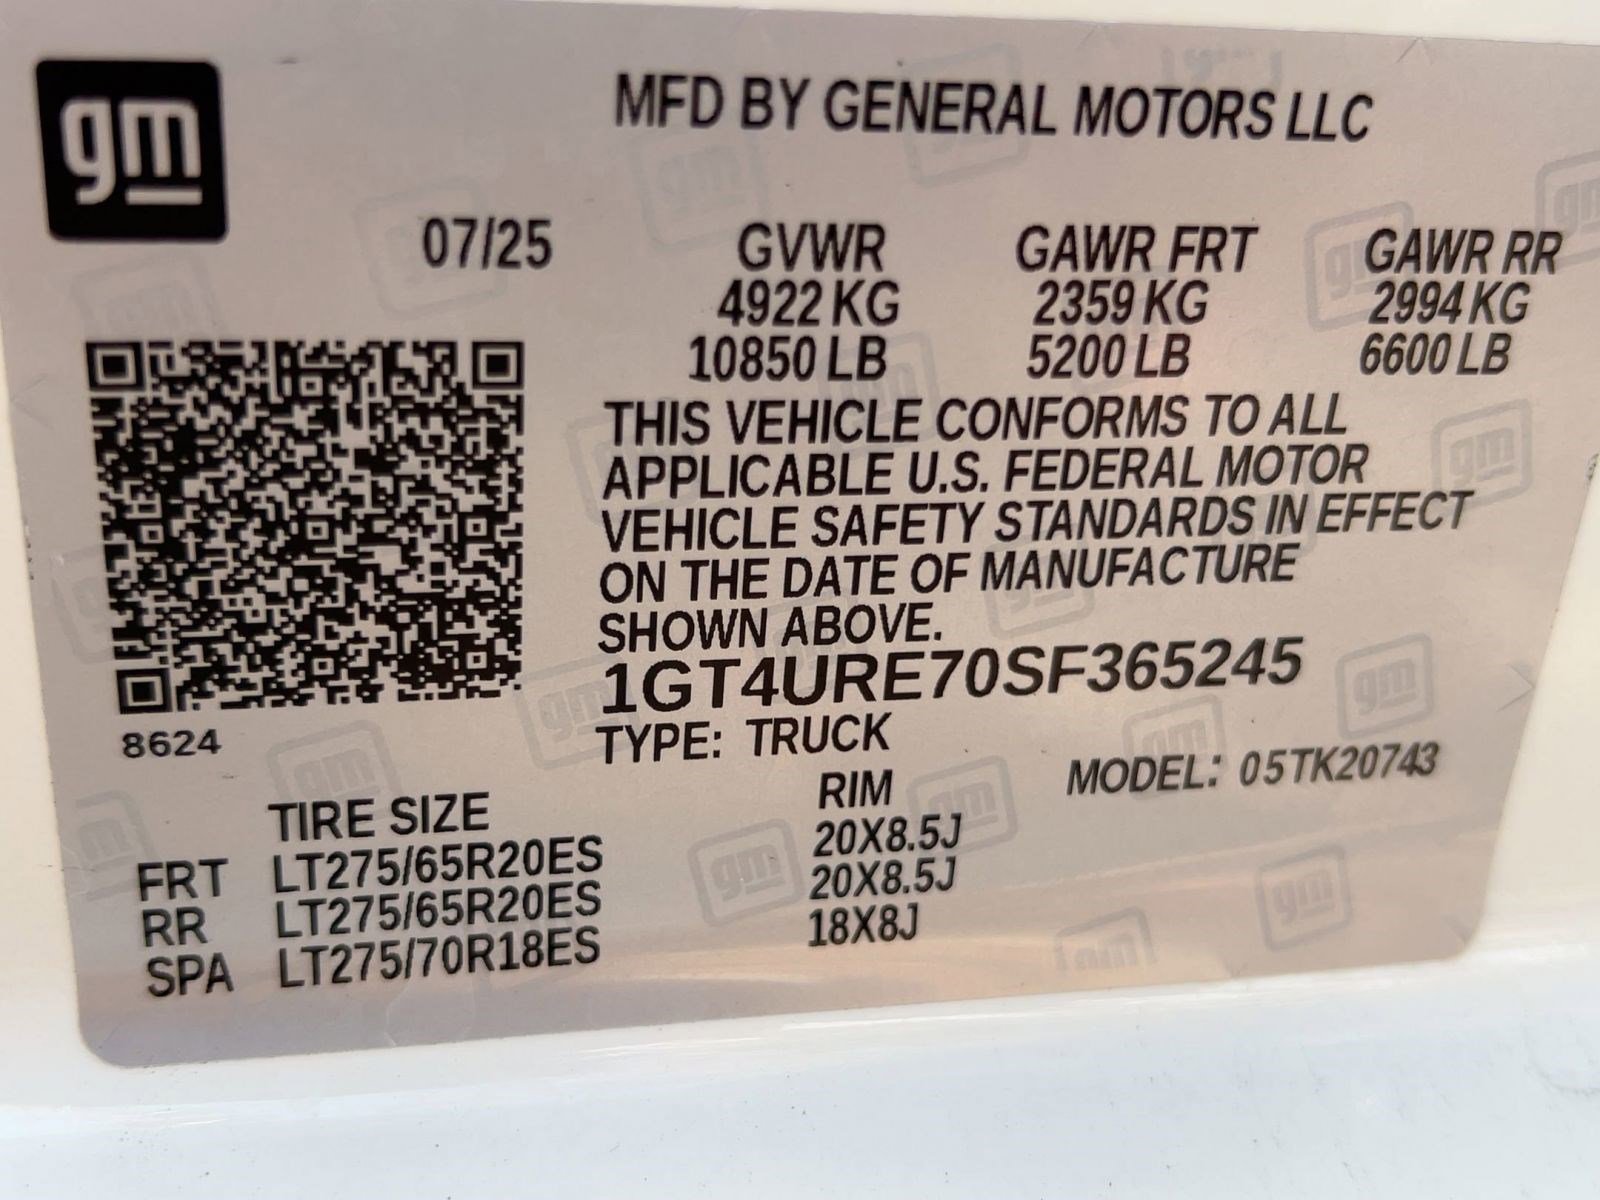 gm
MFD BY GENERAL MOTORS LLC
07/25 GVWR GAWR FRT GAWR RR
4922 KG 2359 KG 2994 KG
10850 LB 5200 LB 6600 LB
THIS VEHICLE CONFORMS TO ALL
APPLICABLE U.S. FEDERAL MOTOR
VEHICLE SAFETY STANDARDS IN EFFECT
ON THE DATE OF MANUFACTURE
SHOWN ABOVE.
1GT4URE70SF365245
8624 TYPE: TRUCK
MODEL: 05TK20743
TIRE SIZE RIM
FRT LT275/65R20ES 20X8.5J
RR LT275/65R20ES 20X8.5J
SPA LT275/70R18ES 18X8J